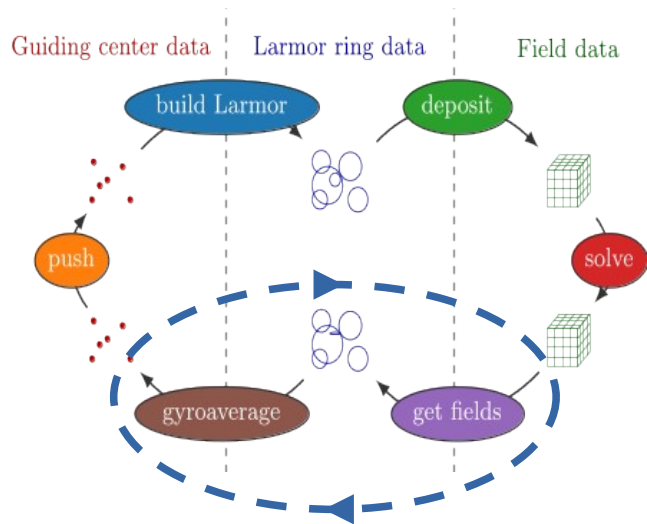 Guiding center data
Larmor ring data
Field data
build Larmor
deposit
push
solve
gyroaverage
get fields